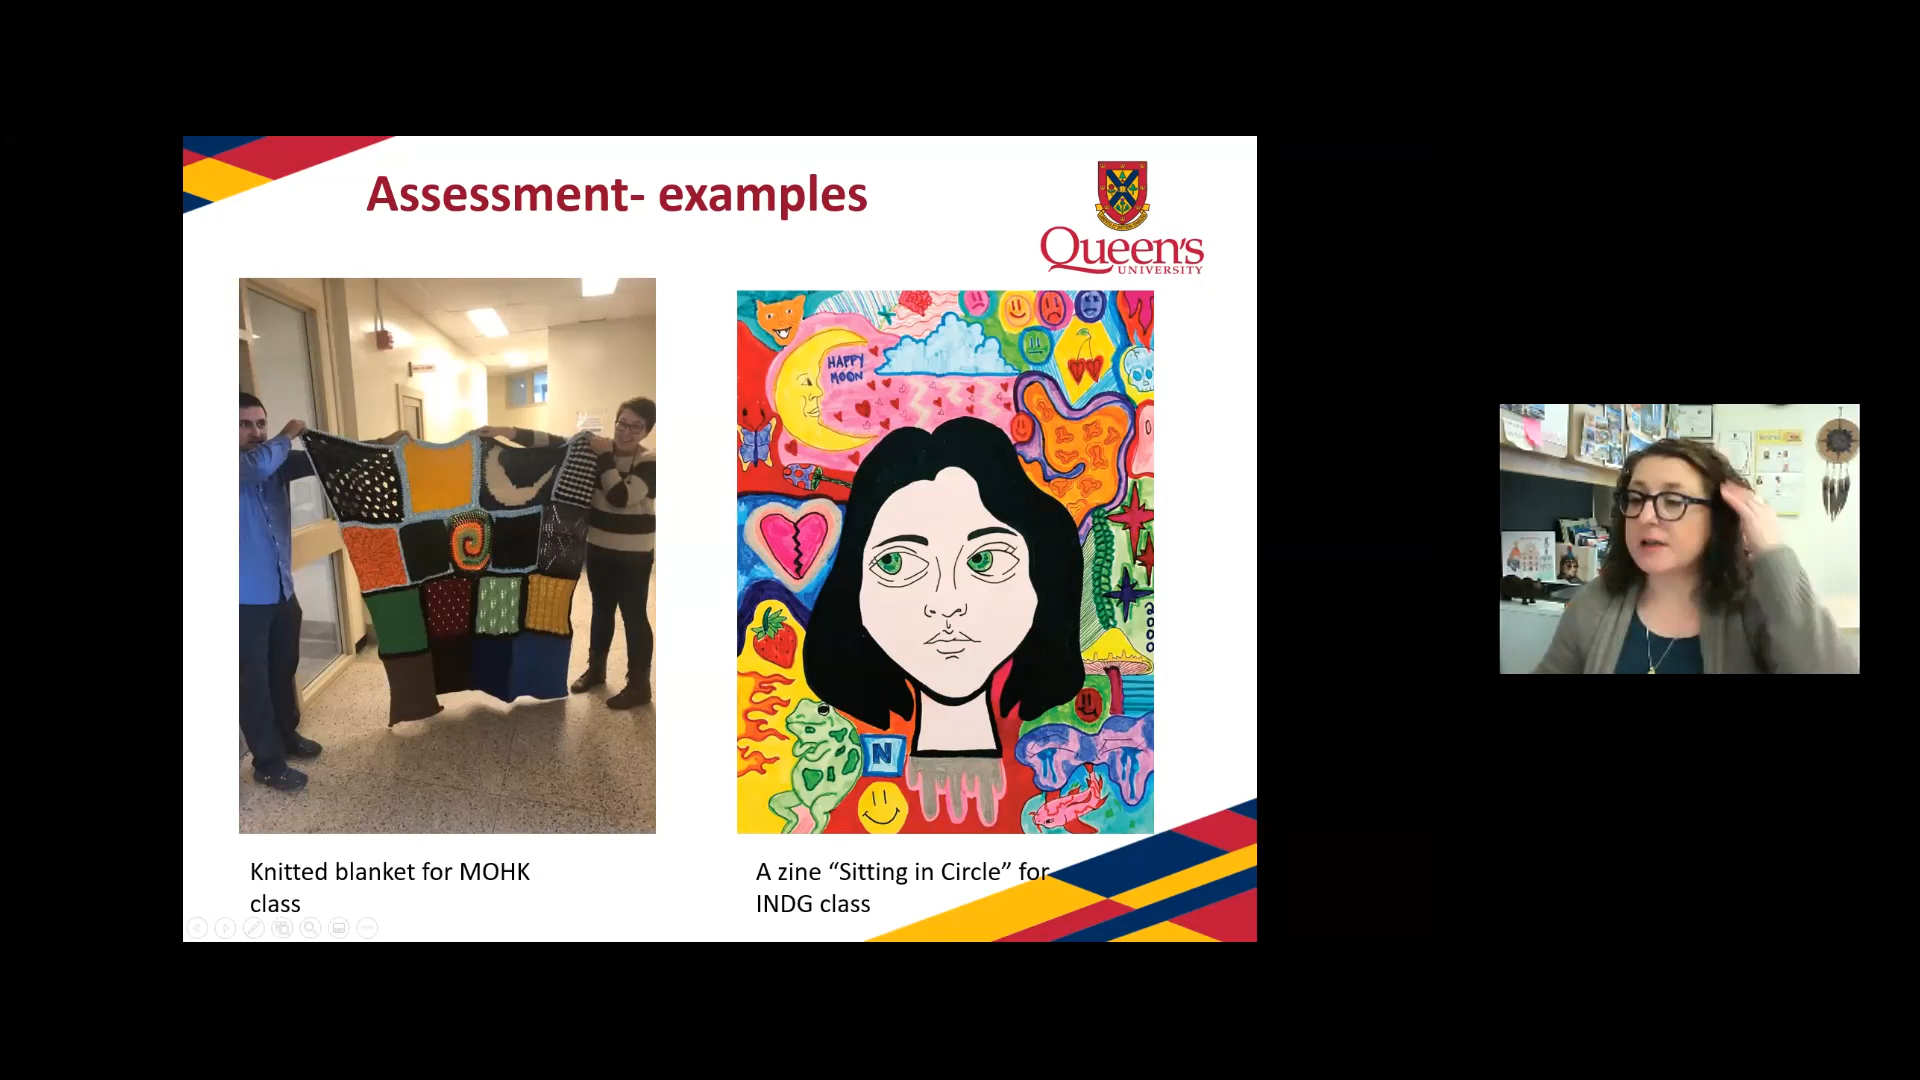 Assessment- examples
Queen's
UNIVERSITY
HAPPY
MOON
N
Knitted blanket for MOHK
class
A zine “Sitting in Circle” for
INDG class